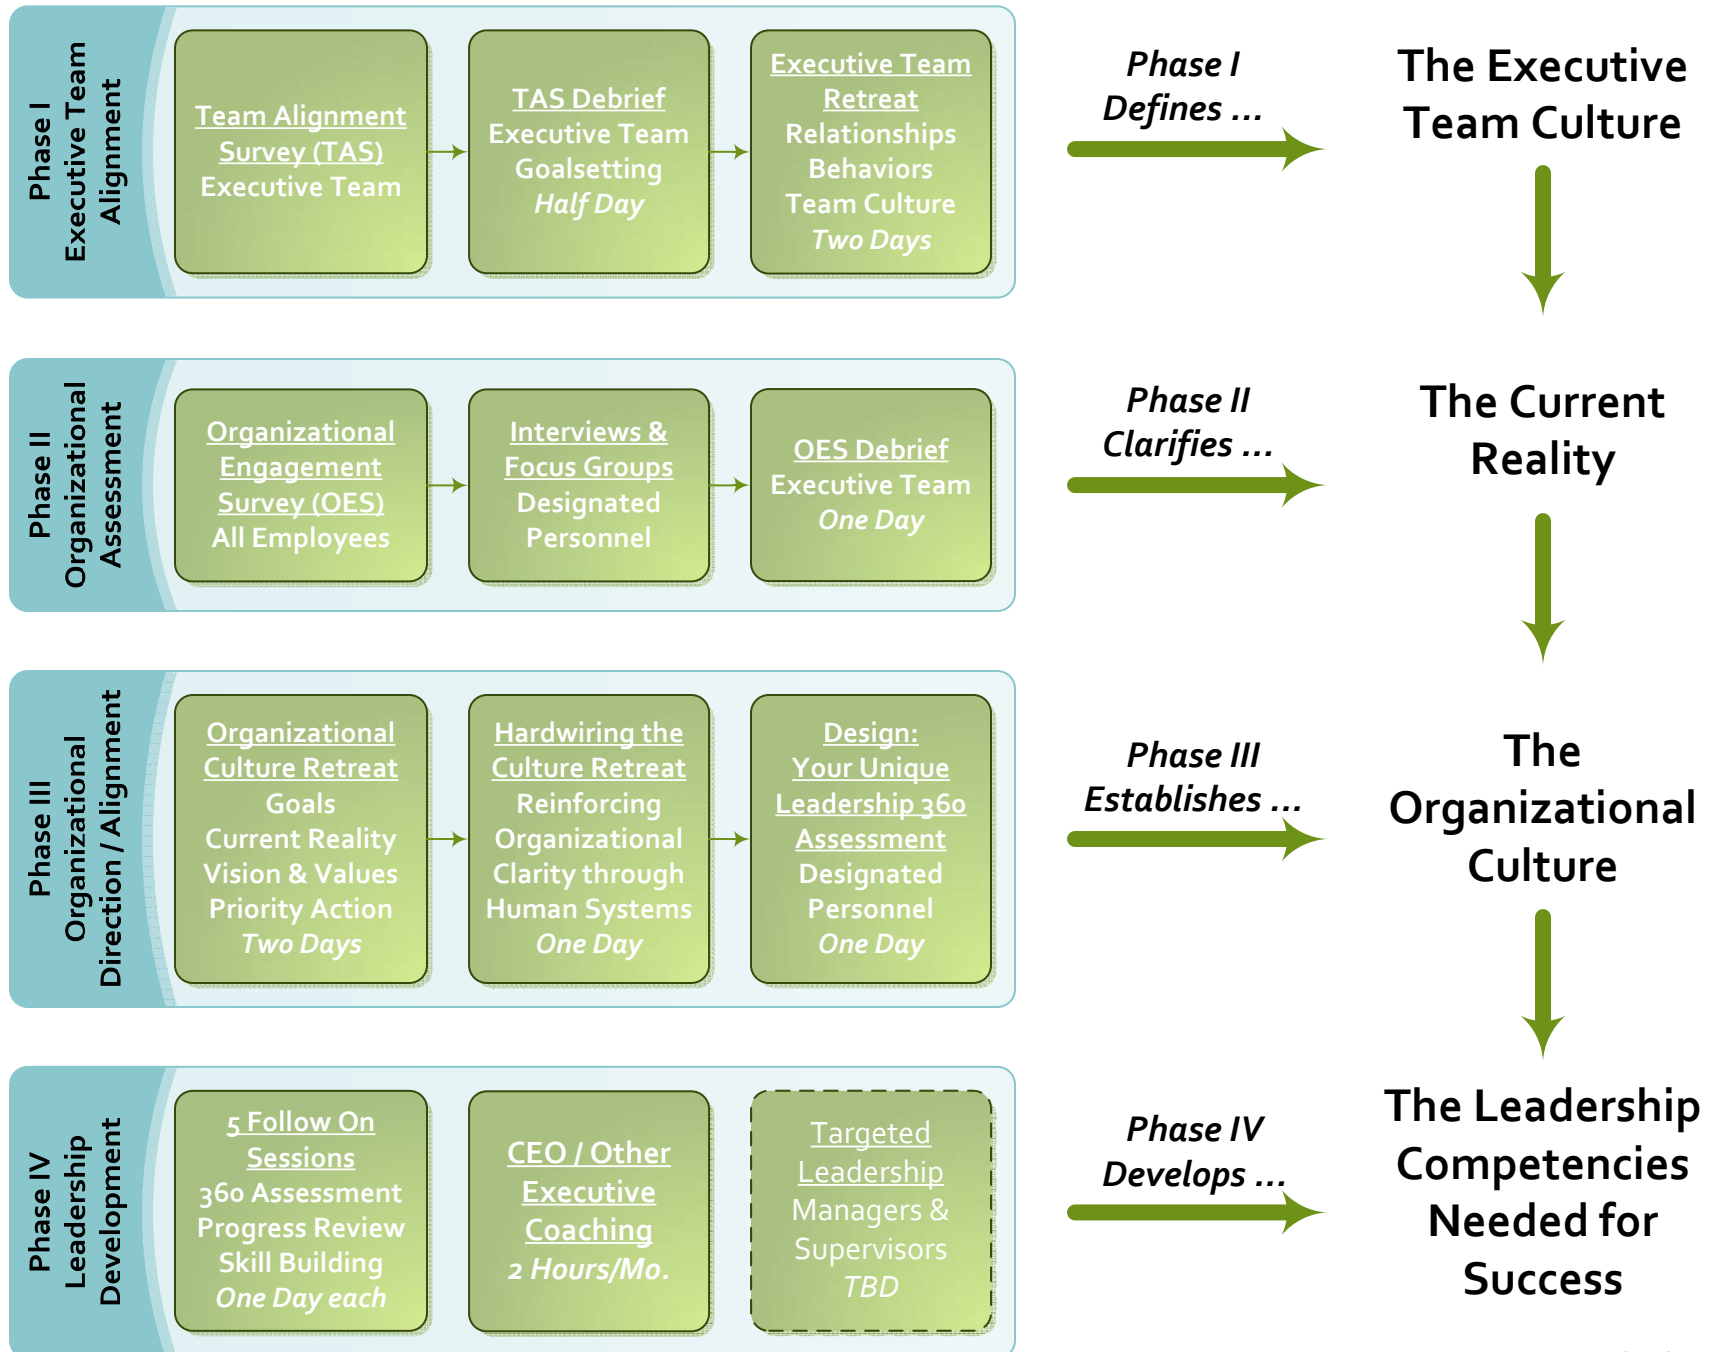 Phase I
Executive Team
Alignment
Team Alignment
Survey (TAS)
Executive Team
TAS Debrief
Executive Team
Goalsetting
Half Day
Executive Team
Retreat
Relationships
Behaviors
Team Culture
Two Days
Phase I
Defines ...
The Executive
Team Culture
Phase II
Organizational
Assessment
Organizational
Engagement
Survey (OES)
All Employees
Interviews &
Focus Groups
Designated
Personnel
OES Debrief
Executive Team
One Day
Phase II
Clarifies ...
The Current
Reality
Phase III
Organizational
Direction / Alignment
Organizational
Culture Retreat
Goals
Current Reality
Vision & Values
Priority Action
Two Days
Hardwiring the
Culture Retreat
Reinforcing
Organizational
Clarity through
Human Systems
One Day
Design:
Your Unique
Leadership 360
Assessment
Designated
Personnel
One Day
Phase III
Establishes ...
The
Organizational
Culture
Phase IV
Leadership
Development
5 Follow On
Sessions
360 Assessment
Progress Review
Skill Building
One Day each
CEO / Other
Executive
Coaching
2 Hours/Mo.
Targeted
Leadership
Managers &
Supervisors
TBD
Phase IV
Develops ...
The Leadership
Competencies
Needed for
Success